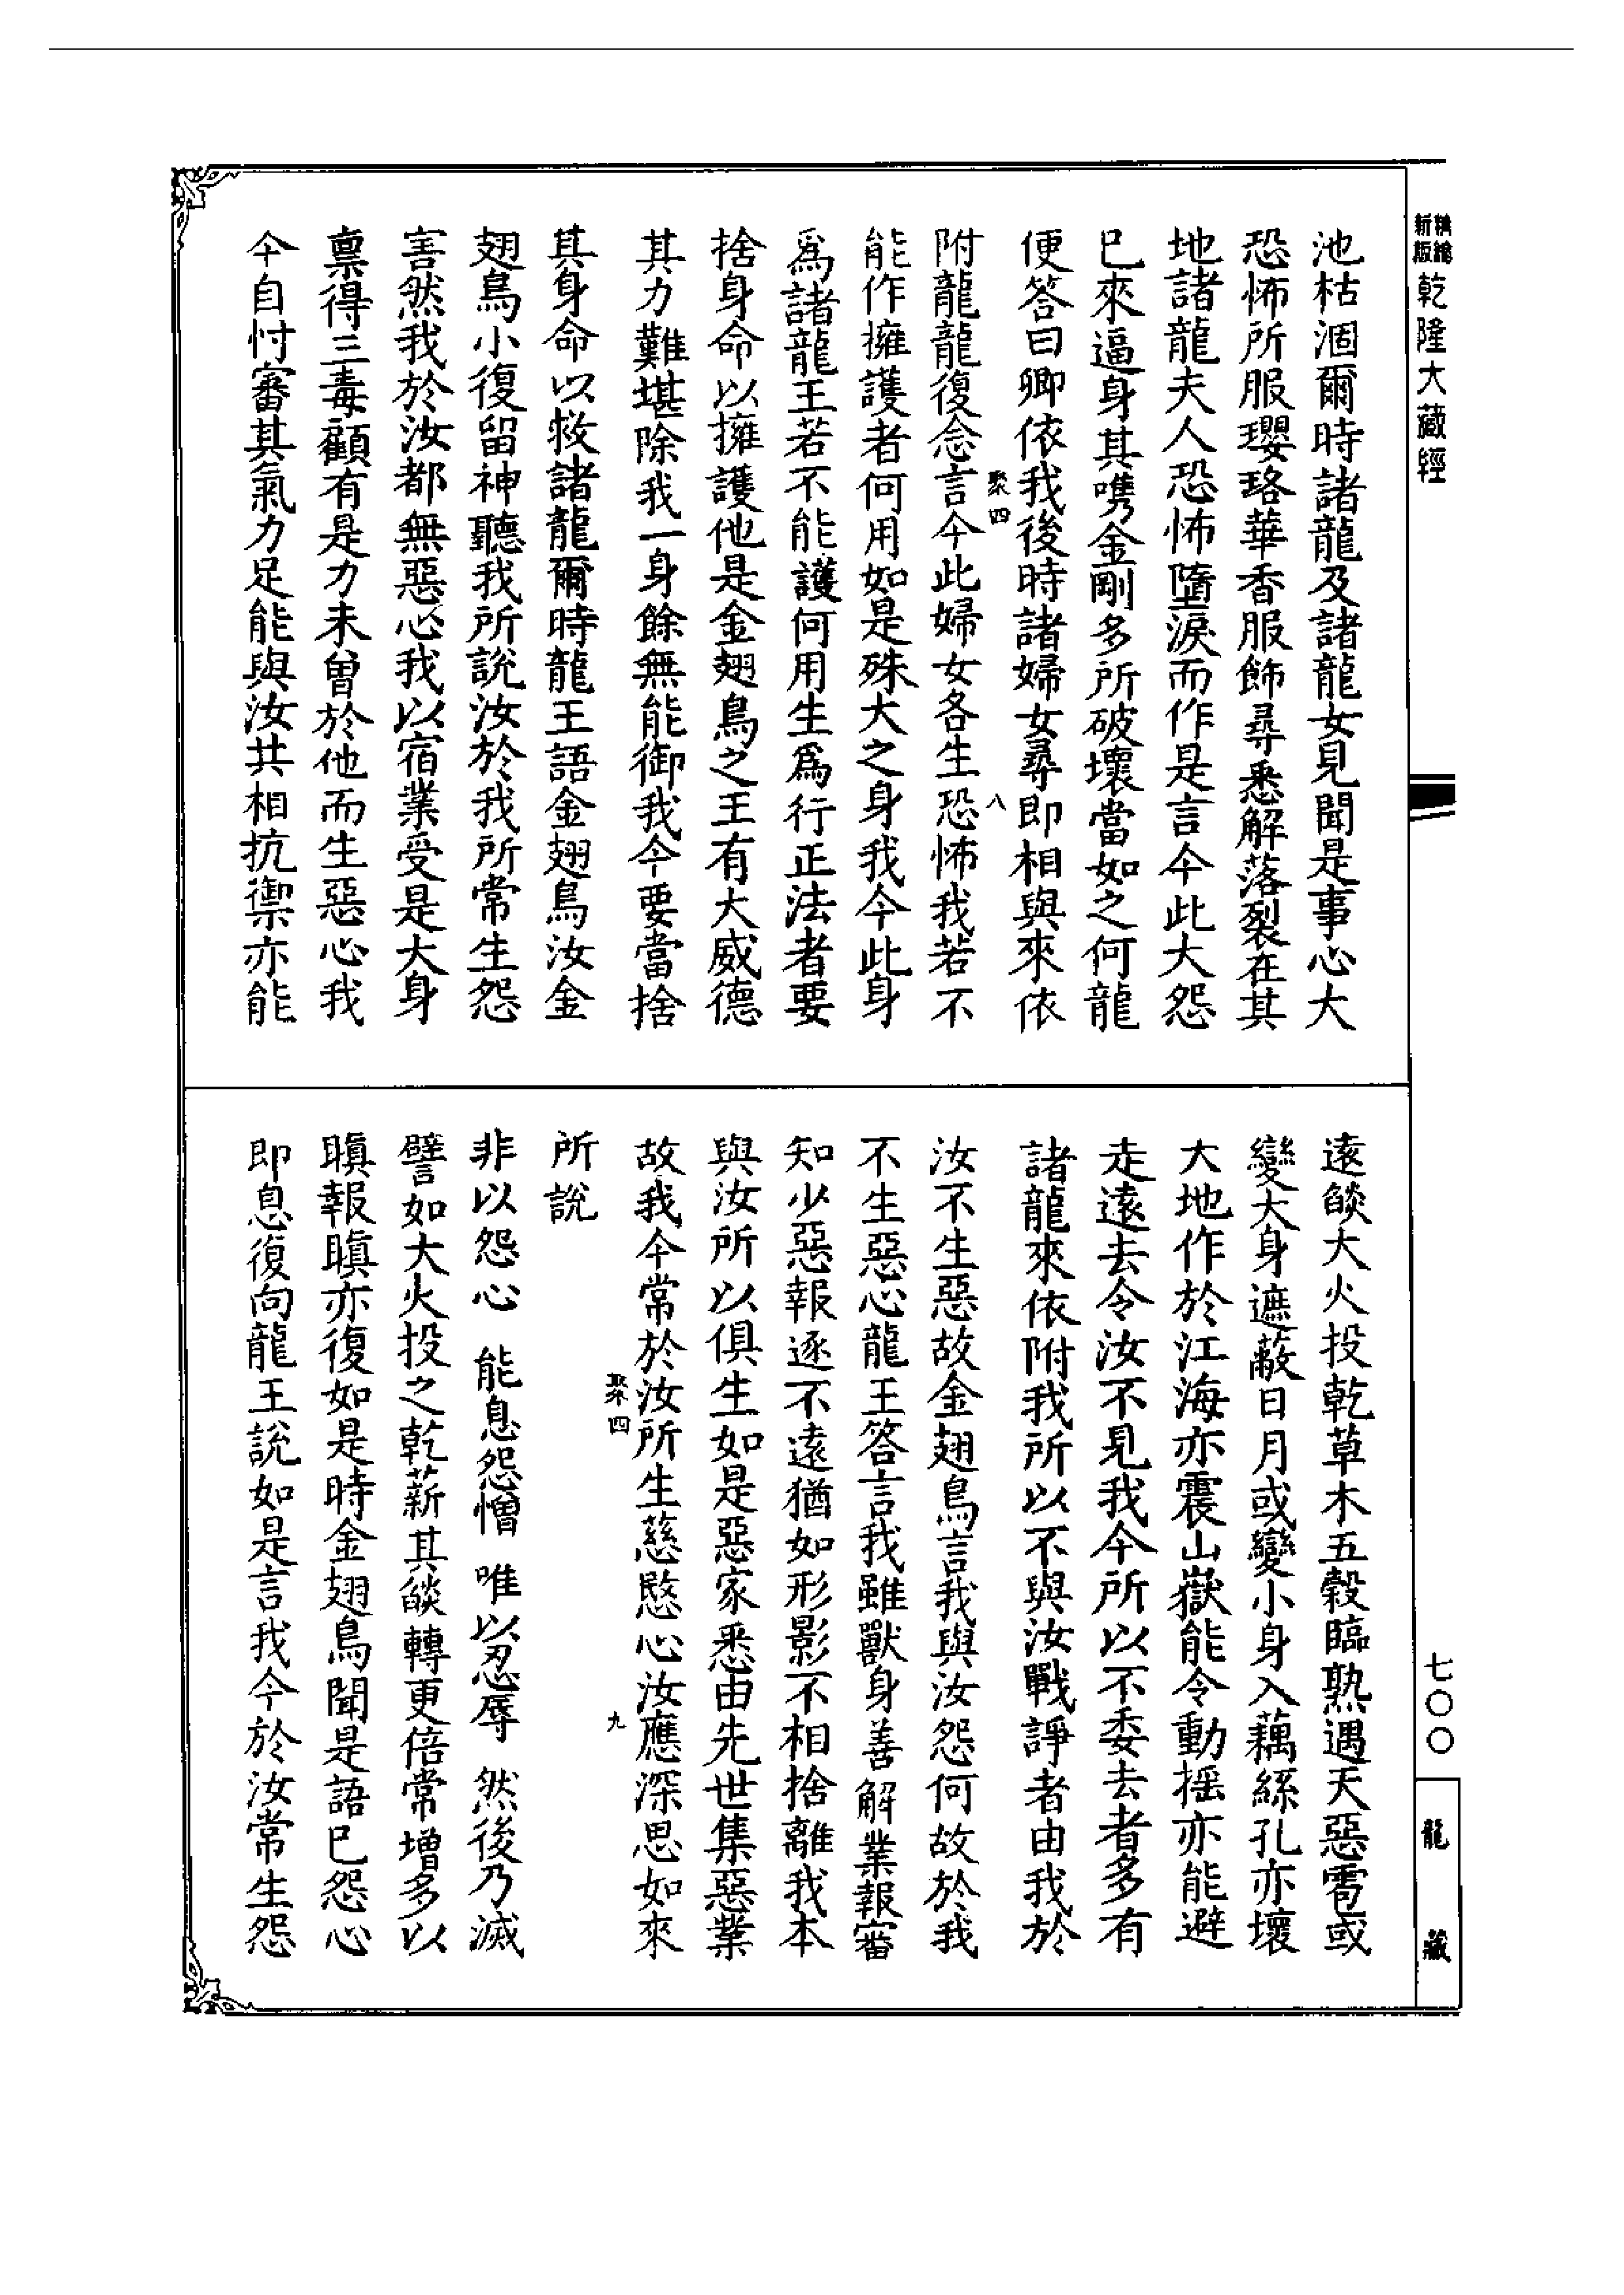 新版精編
乾隆大藏經
池枯涸爾時諸龍及諸龍女見聞是事心大
恐怖所服瓔珞華香服飾尋悉解落裂在其
地諸龍夫人恐怖墮淚而作是言今此大怨
已來逼身其㗲金剛多所破壞當如之何龍
便答曰卿依我後時諸婦女尋即相與來依
聚四
八
附龍龍復念言今此婦女各生恐怖我若不
能作擁護者何用如是殊大之身我今此身
為諸龍王若不能護何用生為行正法者要
捨身命以擁護他是金翅鳥之王有大威德
其力難堪除我一身餘無能御我今要當捨
其身命以救諸龍爾時龍王語金翅鳥汝金
翅鳥小復留神聽我所說汝於我所常生怨
害然我於汝都無惡心我以宿業受是大身
稟得三毒顧有是力未曾於他而生惡心我
今自忖審其氣力足能與汝共相抗禦亦能
遠燄大火投乾草木五穀臨熟遇天惡雹或
變大身遮蔽日月或變小身入藕絲孔亦壞
大地作於江海亦震山嶽能令動搖亦能避
走遠去令汝不見我今所以不委去者多有
諸龍來依附我所以不與汝戰諍者由我於
汝不生惡故金翅鳥言我與汝怨何故於我
不生惡心龍王答言我雖獸身善解業報審
知少惡報逐不遠猶如形影不相捨離我本
與汝所以俱生如是惡家悉由先世集惡業
故我今常於汝所生慈愍心汝應深思如來
聚四
九
所說
非以怨心　能息怨憎　唯以忍辱　然後乃滅
譬如大火投之乾薪其燄轉更倍常增多以
瞋報瞋亦復如是時金翅鳥聞是語已怨心
即息復向龍王說如是言我今於汝常生怨
七〇〇
龍藏